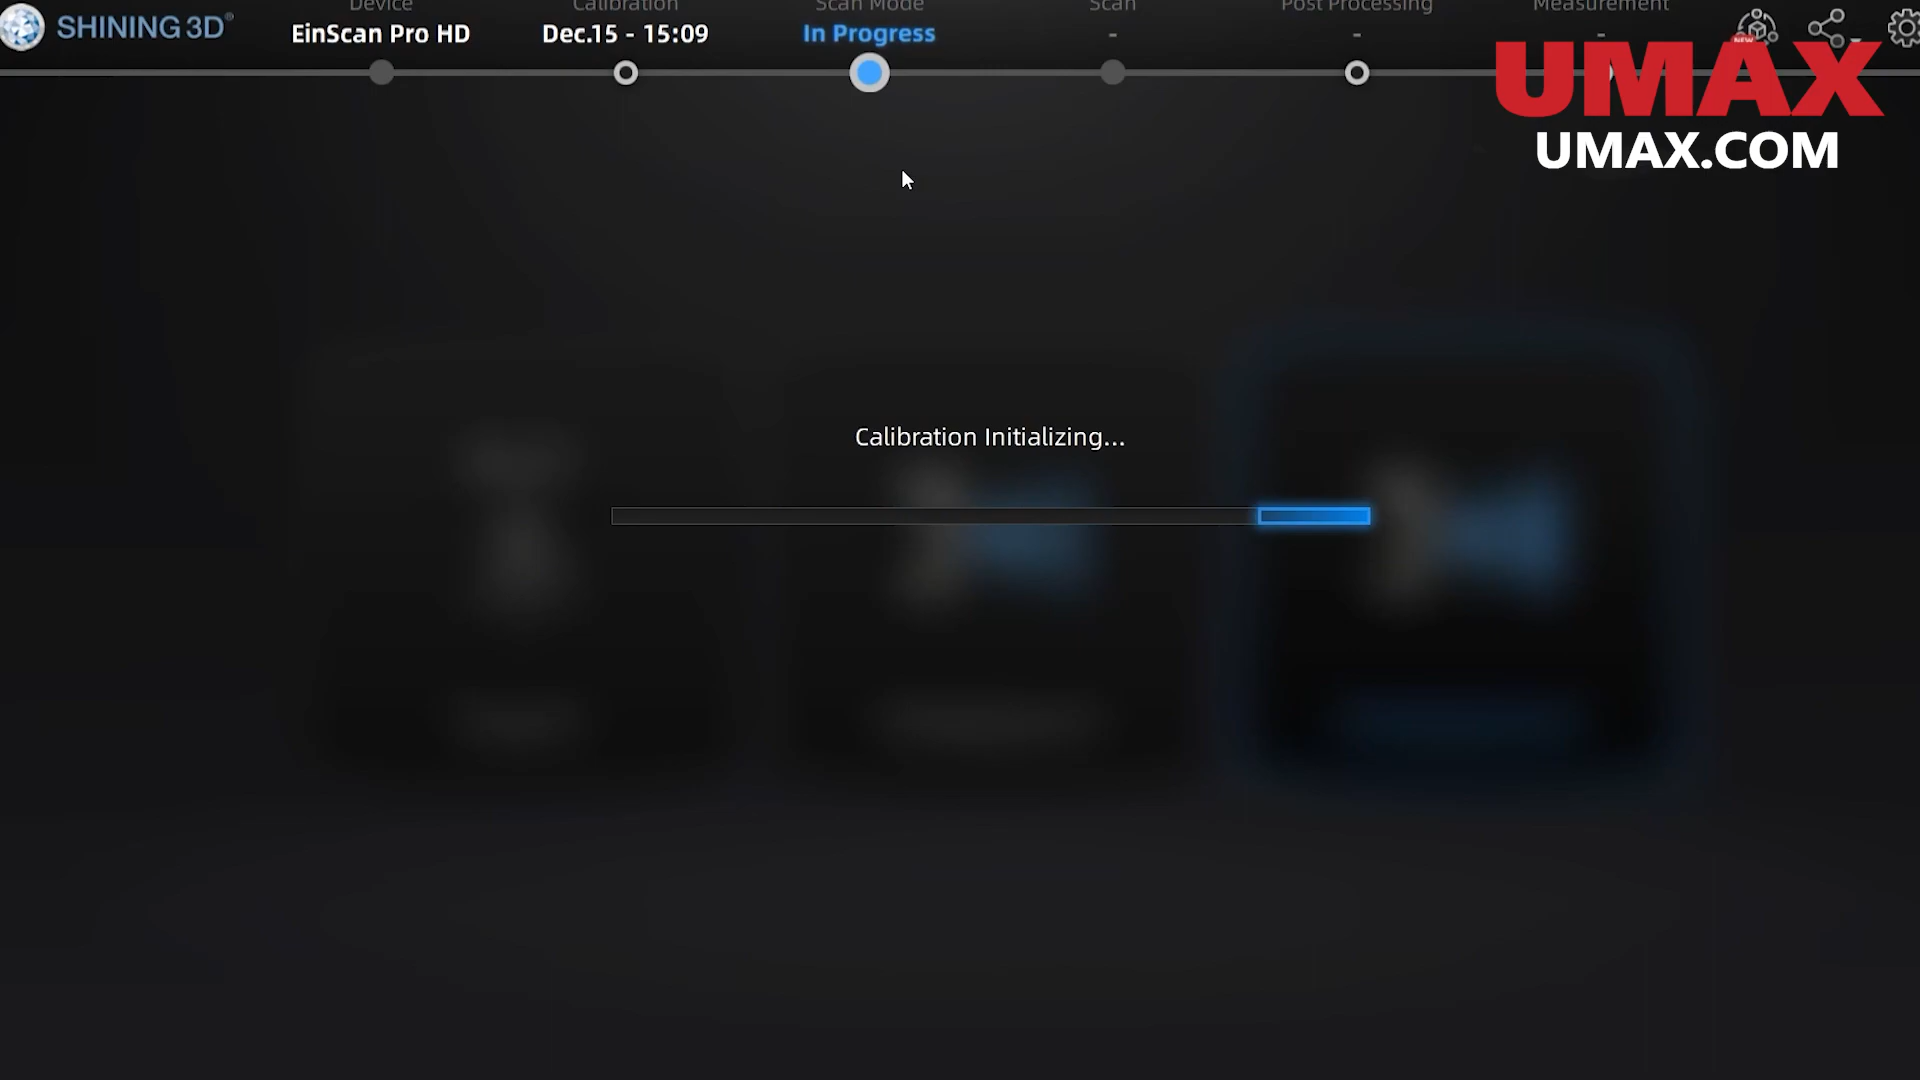 Device
Calibration
Scan Mode
Scan
Post Processing
Measurement
SHINING 3D®
EinScan Pro HD
Dec.15 - 15:09
In Progress
-
-
-
NEW
UMAX
UMAX.COM
Calibration Initializing...